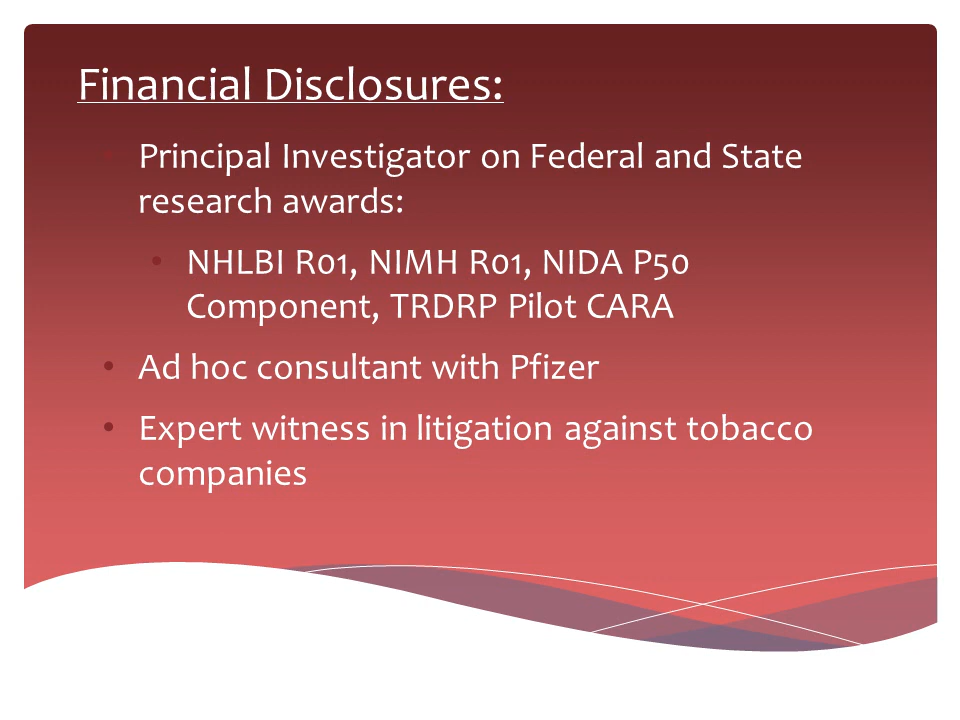 Financial Disclosures:
Principal Investigator on Federal and State
research awards:
• NHLBI R01, NIMH R01, NIDA P50
Component, TRDRP Pilot CARA
• Ad hoc consultant with Pfizer
• Expert witness in litigation against tobacco
companies